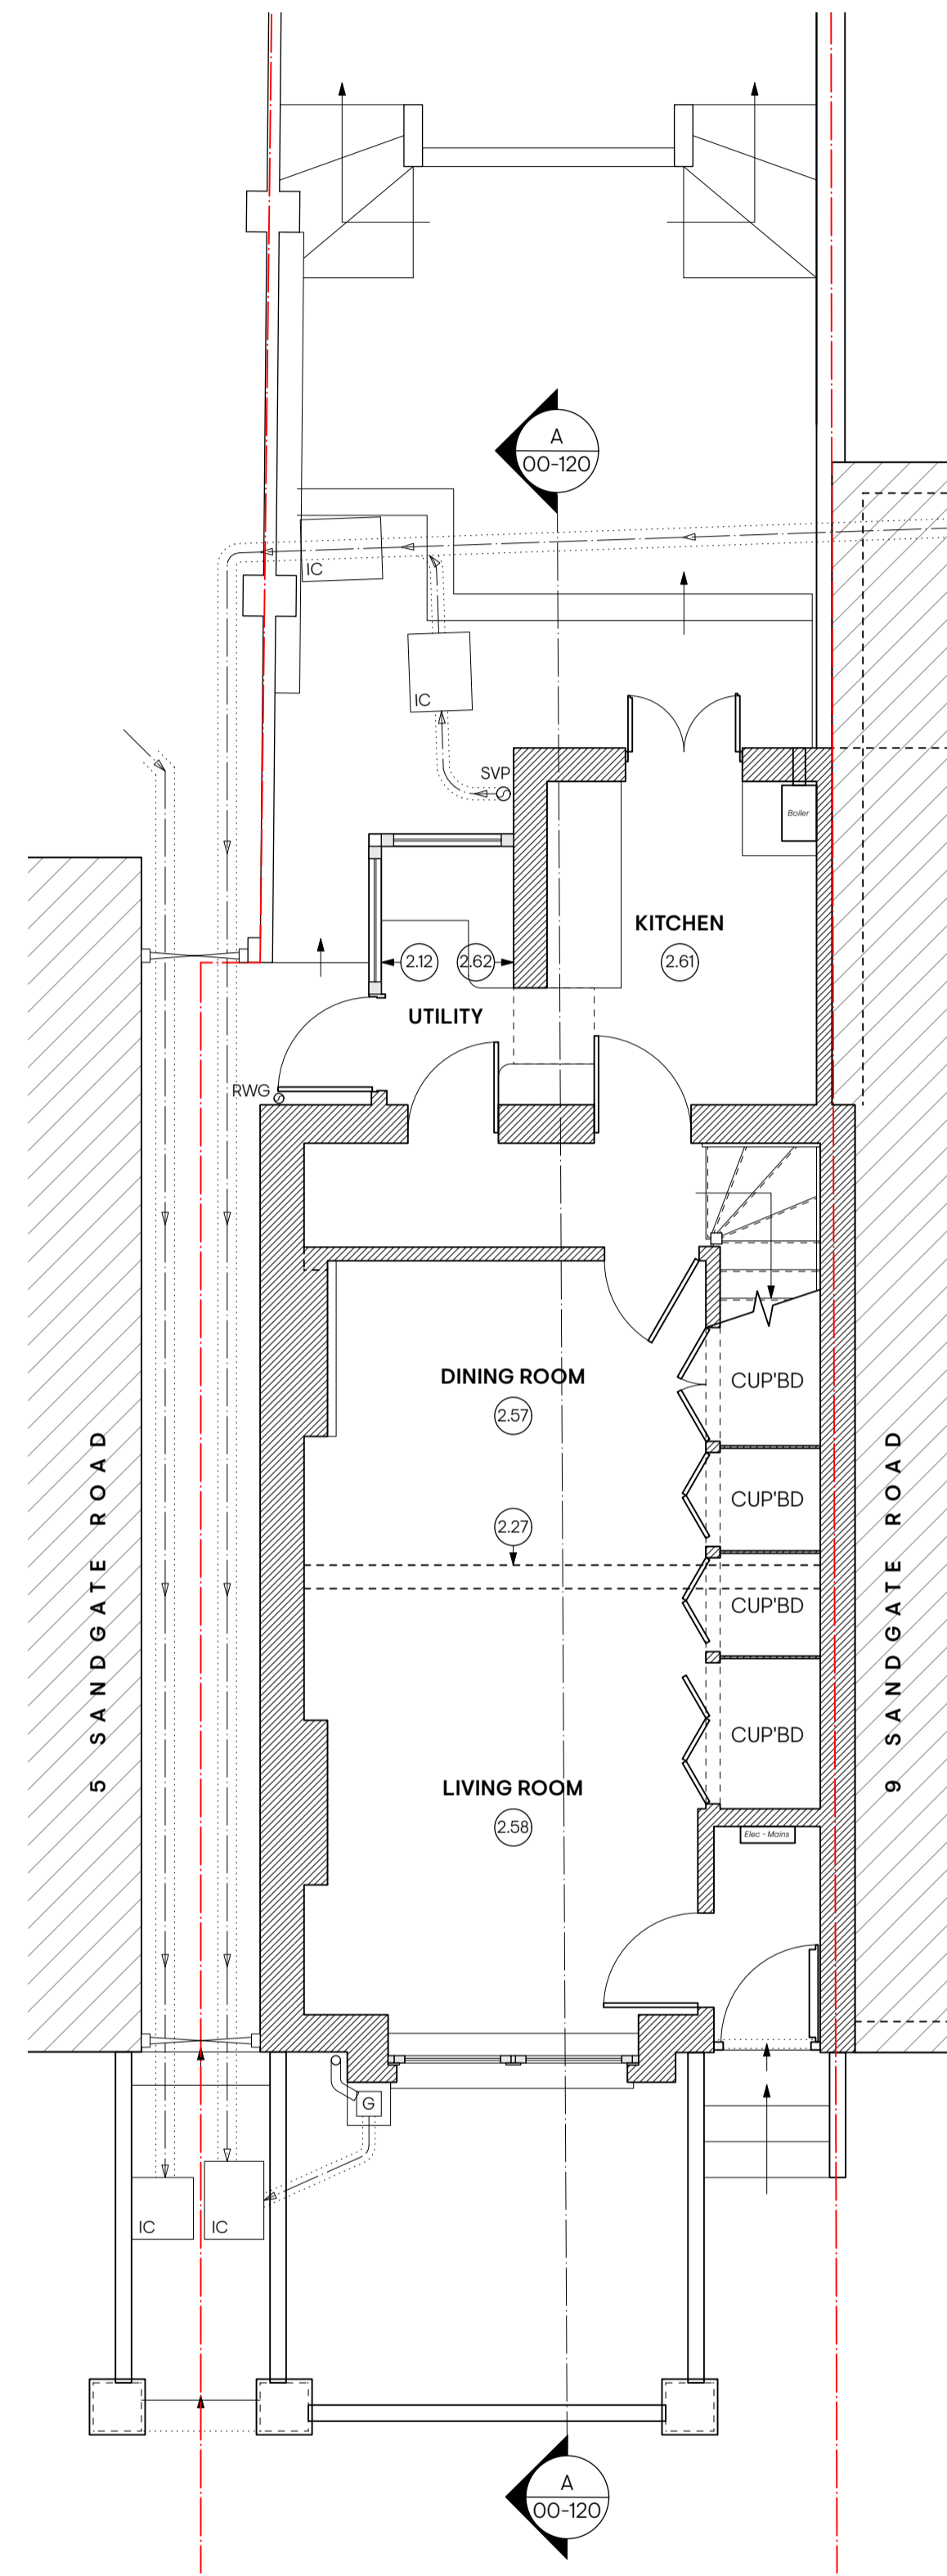 A
00-120
IC
IC
SVP
Boiler
KITCHEN
2.12
2.62
2.61
UTILITY
RWG
DINING ROOM
2.57
CUP'BD
CUP'BD
2.27
CUP'BD
CUP'BD
5 SANDGATE ROAD
9 SANDGATE ROAD
LIVING ROOM
2.58
Elec - Mains
G
IC
IC
A
00-120